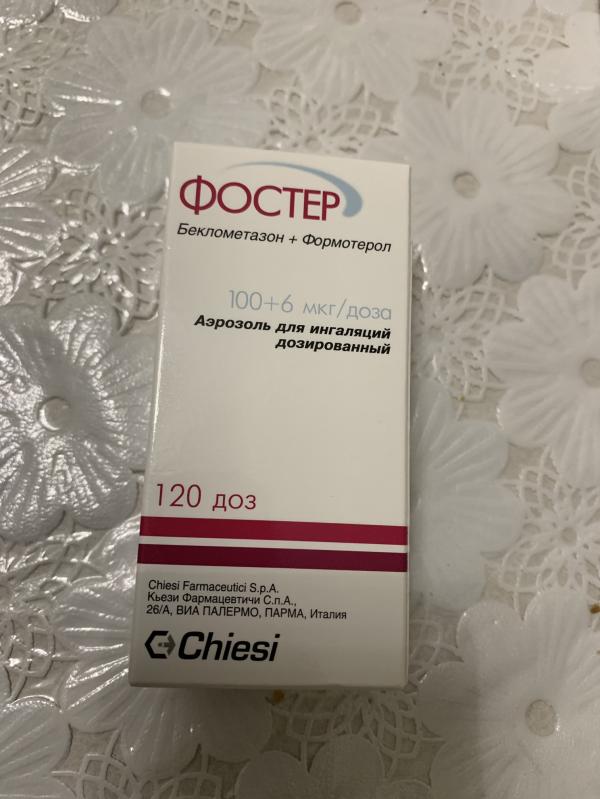 ФОСТЕР
Беклометазон + Формотерол
100+6 мкг/доза
Аэрозоль для ингаляций
дозированный
120 доз
Chiesi Farmaceutici S.p.A.
Кьези Фармацевтичи С.п.А.,
26/А, ВИА ПАЛЕРМО, ПАРМА, Италия
Chiesi